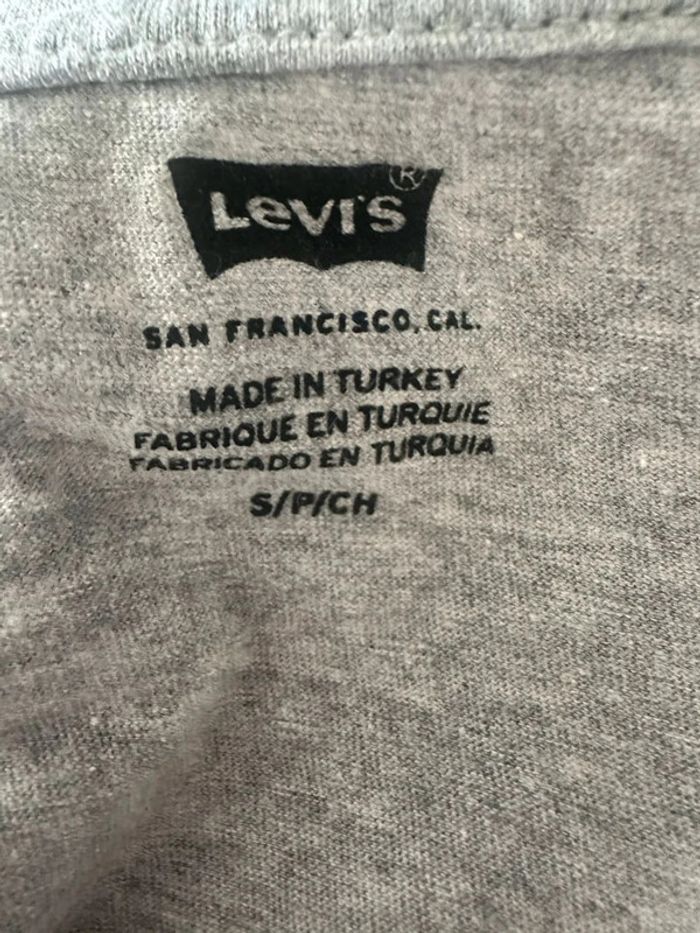 Levi's®
SAN FRANCISCO, CAL.
MADE IN TURKEY
FABRIQUE EN TURQUIE
FABRICADO EN TURQUIA
S/P/CH